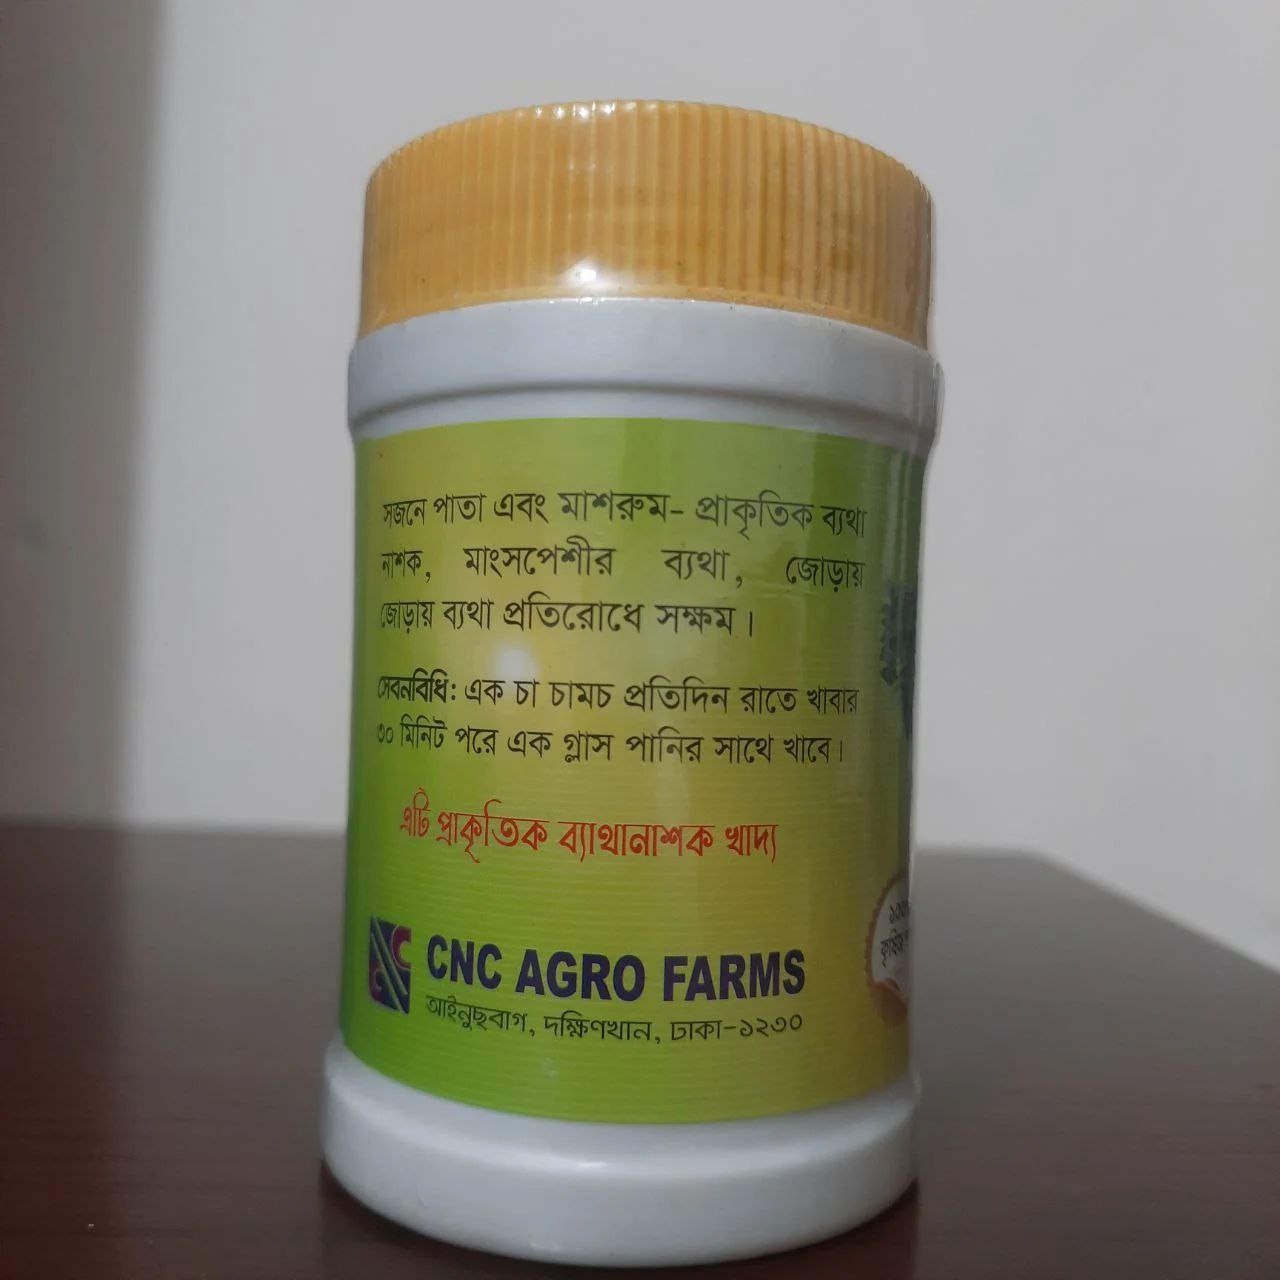 সজনে পাতা এবং মাশরুম- প্রাকৃতিক ব্যথা
নাশক, মাংসপেশীর ব্যথা, জোড়ায়
জোড়ায় ব্যথা প্রতিরোধে সক্ষম।
সেবনবিধি: এক চা চামচ প্রতিদিন রাতে খাবার
৩০ মিনিট পরে এক গ্লাস পানির সাথে খাবে।
এটি প্রাকৃতিক ব্যাথানাশক খাদ্য
CNC AGRO FARMS
আইনুছবাগ, দক্ষিণখান, ঢাকা-১২৩০